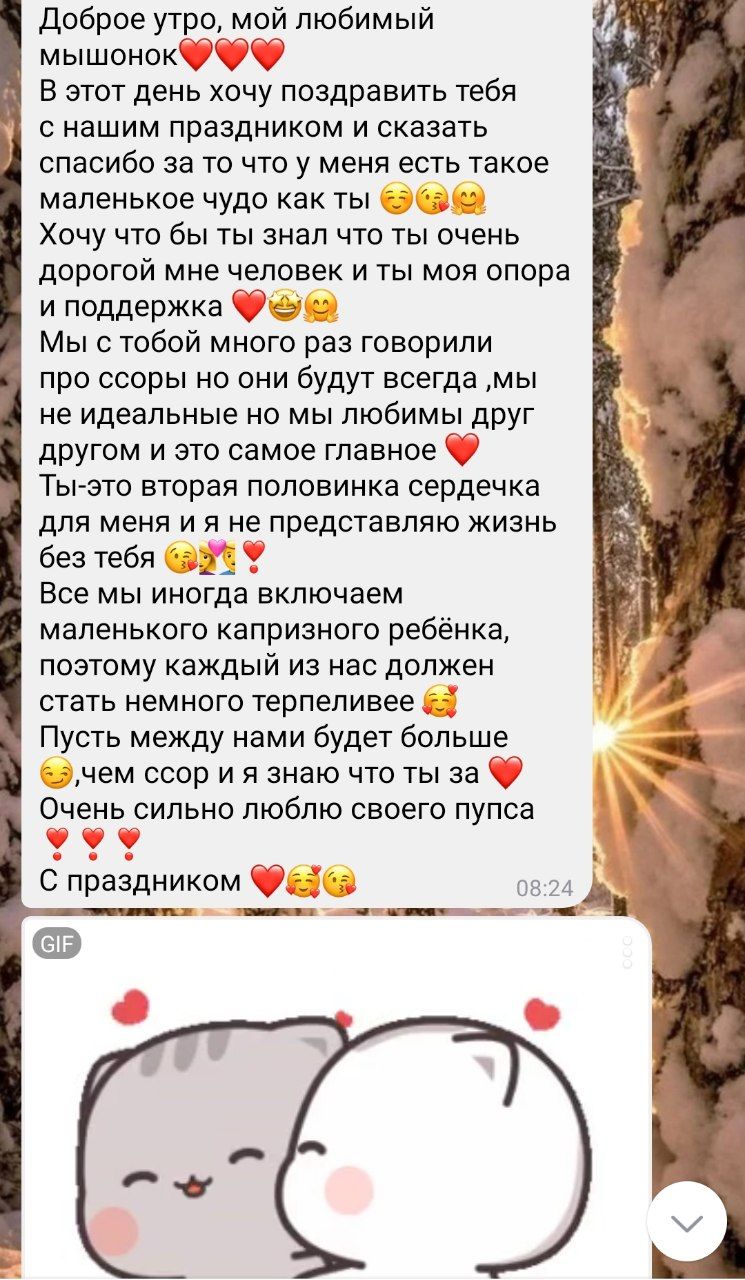 Доброе утро, мой любимый
мышонок❤️❤️❤️
В этот день хочу поздравить тебя
с нашим праздником и сказать
спасибо за то что у меня есть такое
маленькое чудо как ты ☺️😘🤗
Хочу что бы ты знал что ты очень
дорогой мне человек и ты моя опора
и поддержка ❤️🤩🤗
Мы с тобой много раз говорили
про ссоры но они будут всегда ,мы
не идеальные но мы любимы друг
другом и это самое главное ❤️
Ты-это вторая половинка сердечка
для меня и я не представляю жизнь
без тебя 😘💏❣️
Все мы иногда включаем
маленького капризного ребёнка,
поэтому каждый из нас должен
стать немного терпеливее 🥰
Пусть между нами будет больше
😏,чем ссор и я знаю что ты за ❤️
Очень сильно люблю своего пупса
❣️❣️❣️
С праздником ❤️🥰😘
08:24
GIF